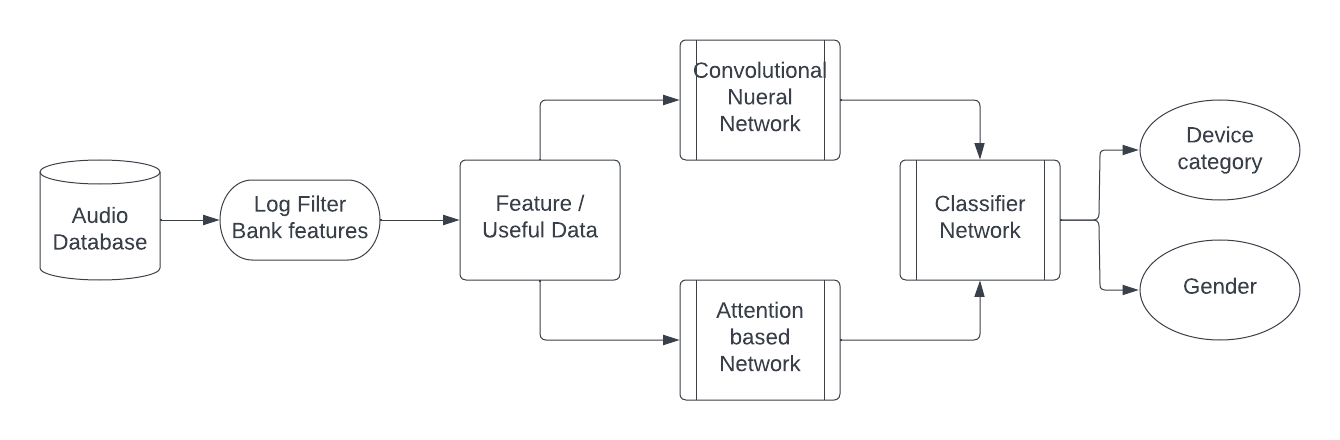 Audio
Database
Log Filter
Bank features
Feature /
Useful Data
Convolutional
Nueral
Network
Attention
based
Network
Classifier
Network
Device
category
Gender